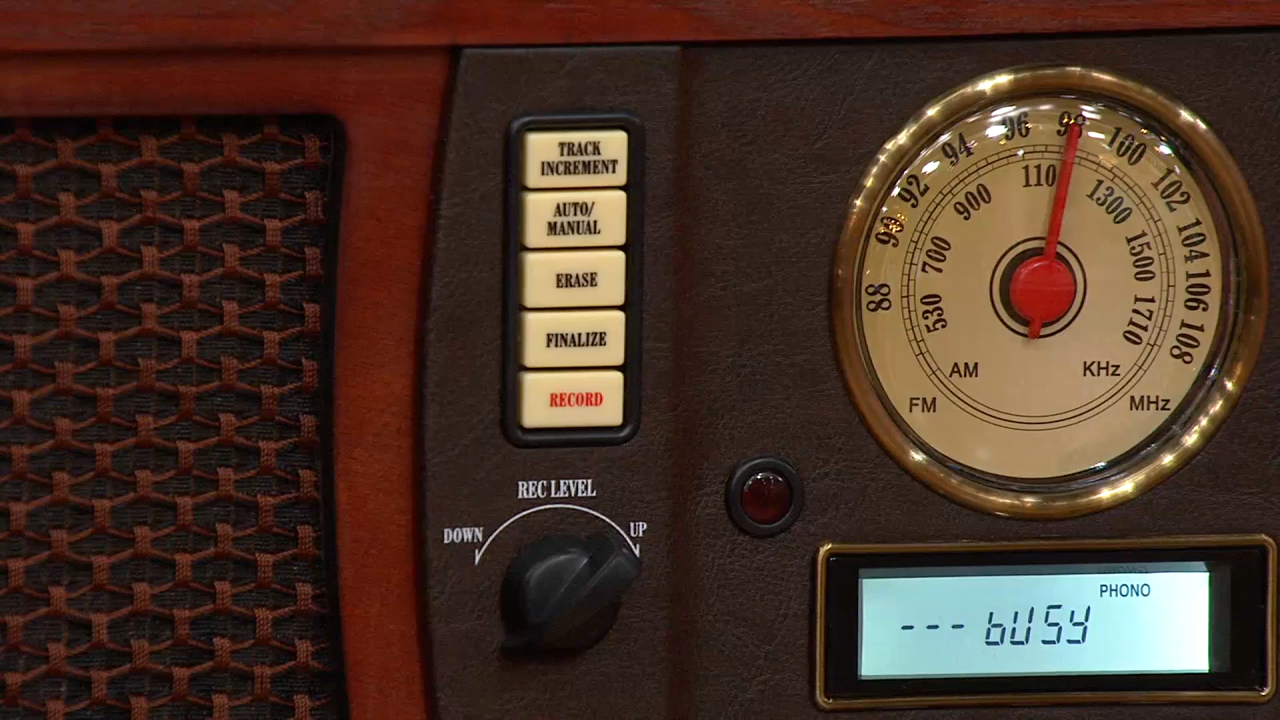 TRACK
INCREMENT
AUTO/
MANUAL
ERASE
FINALIZE
RECORD
REC LEVEL
DOWN
UP
88
90
92
94
96
98
100
102
104
106
108
530
700
900
110
1300
1500
1710
AM
KHz
FM
MHz
PHONO
--- bUSY